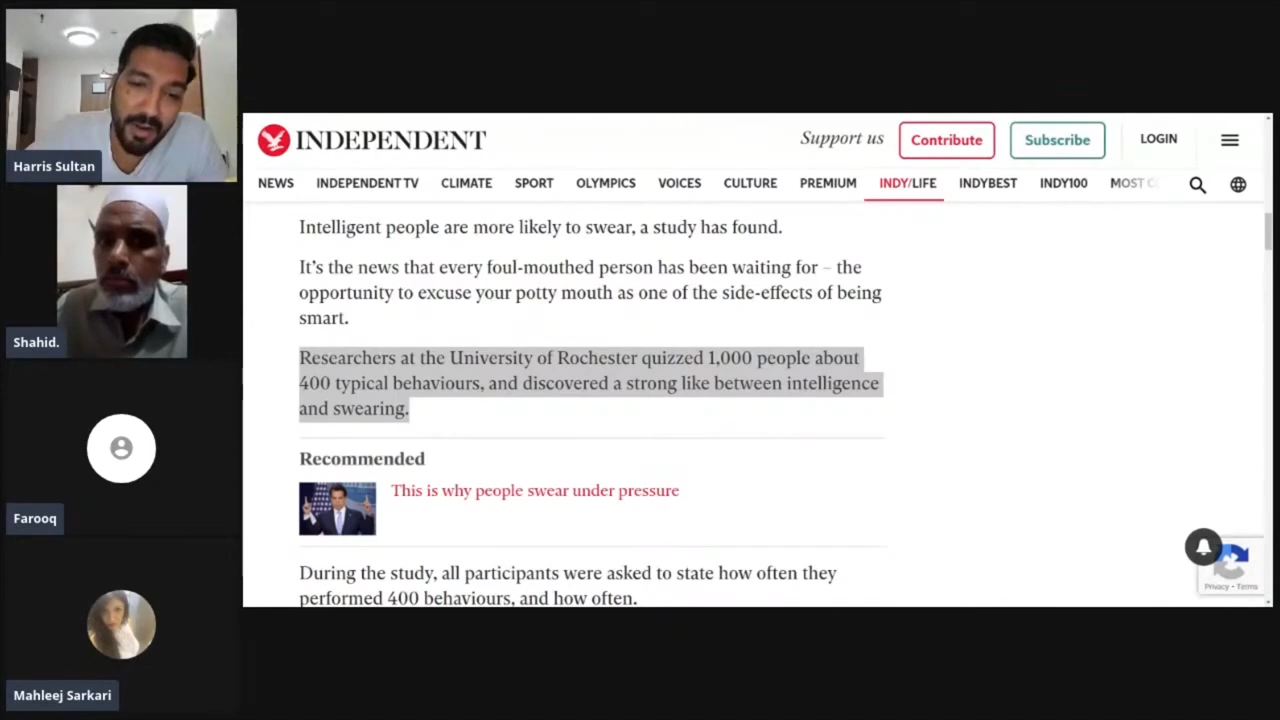 Harris Sultan
Shahid.
Farooq
Mahleej Sarkari
INDEPENDENT
Support us
Contribute
Subscribe
LOGIN
NEWS INDEPENDENT TV CLIMATE SPORT OLYMPICS VOICES CULTURE PREMIUM INDY/LIFE INDYBEST INDY100 MOST
Intelligent people are more likely to swear, a study has found.
It's the news that every foul-mouthed person has been waiting for – the
opportunity to excuse your potty mouth as one of the side-effects of being
smart.
Researchers at the University of Rochester quizzed 1,000 people about
400 typical behaviours, and discovered a strong like between intelligence
and swearing.
Recommended
This is why people swear under pressure
During the study, all participants were asked to state how often they
performed 400 behaviours, and how often.
Privacy - Terms